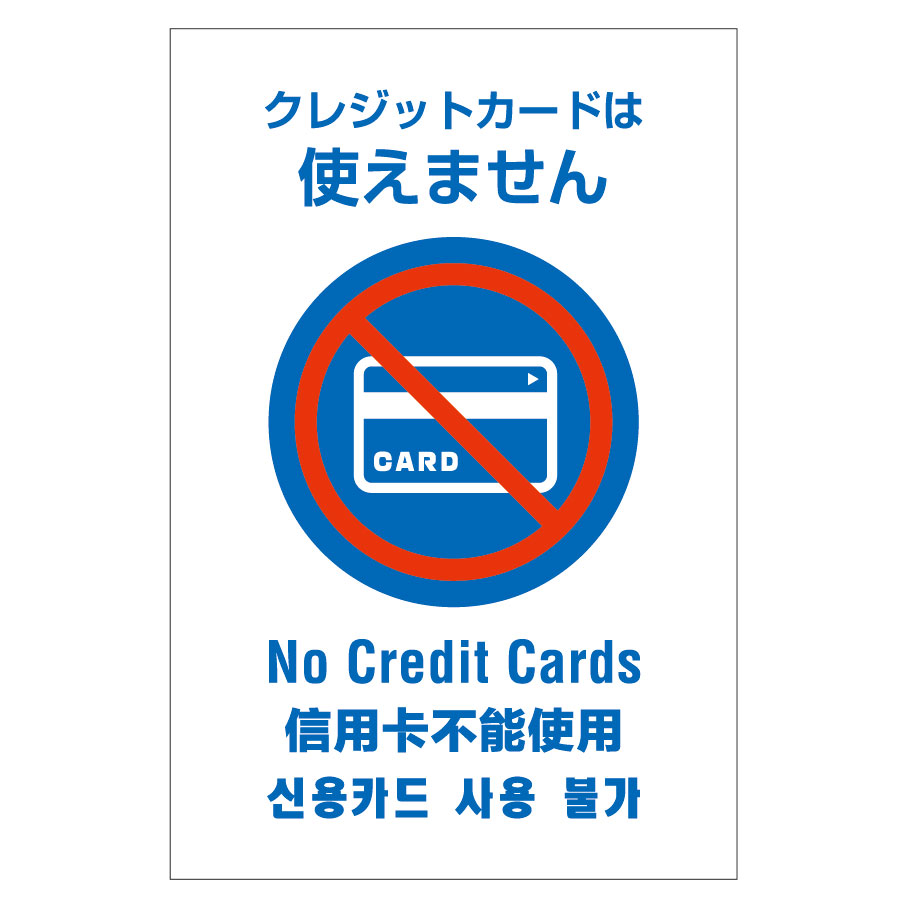 クレジットカードは
使えません
CARD
No Credit Cards
信用卡不能使用
신용카드 사용 불가